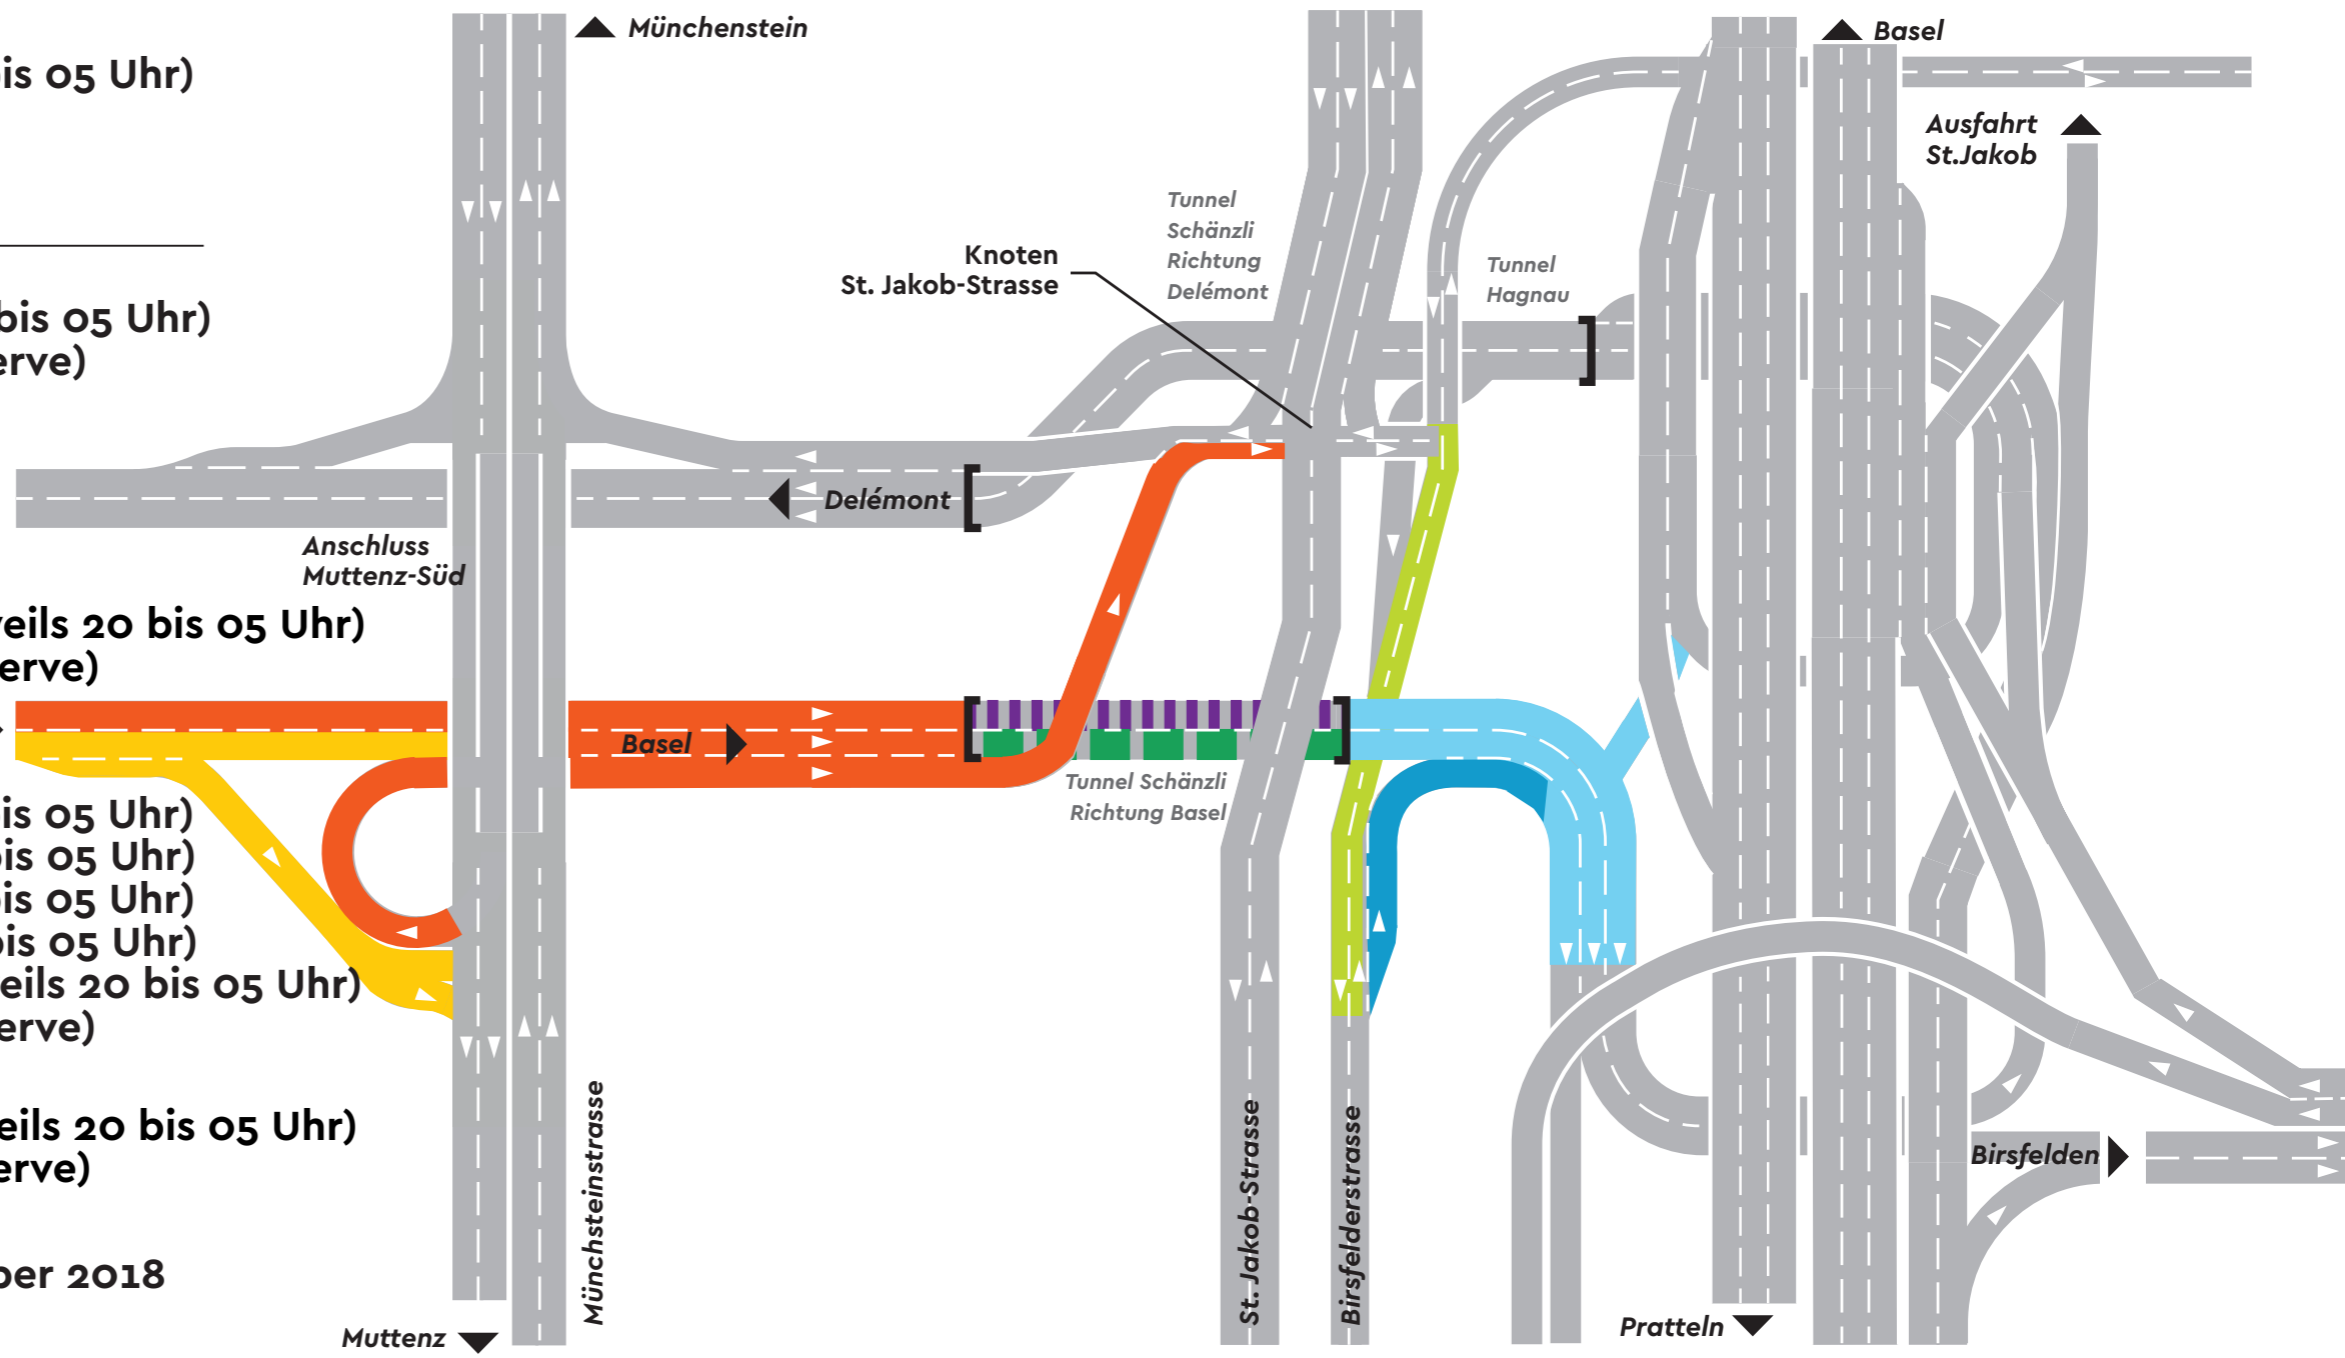 is 05 Uhr)
bis 05 Uhr)
erve)
eils 20 bis 05 Uhr)
erve)
is 05 Uhr)
is 05 Uhr)
is 05 Uhr)
bis 05 Uhr)
eils 20 bis 05 Uhr)
erve)
eils 20 bis 05 Uhr)
erve)
ber 2018
Münchenstein
Basel
Ausfahrt
St.Jakob
Tunnel
Schänzli
Richtung
Delémont
Knoten
St. Jakob-Strasse
Tunnel
Hagnau
Delémont
Anschluss
Muttenz-Süd
Basel
Tunnel Schänzli
Richtung Basel
Münchsteinstrasse
St. Jakob-Strasse
Birsfelderstrasse
Birsfelden
Muttenz
Pratteln